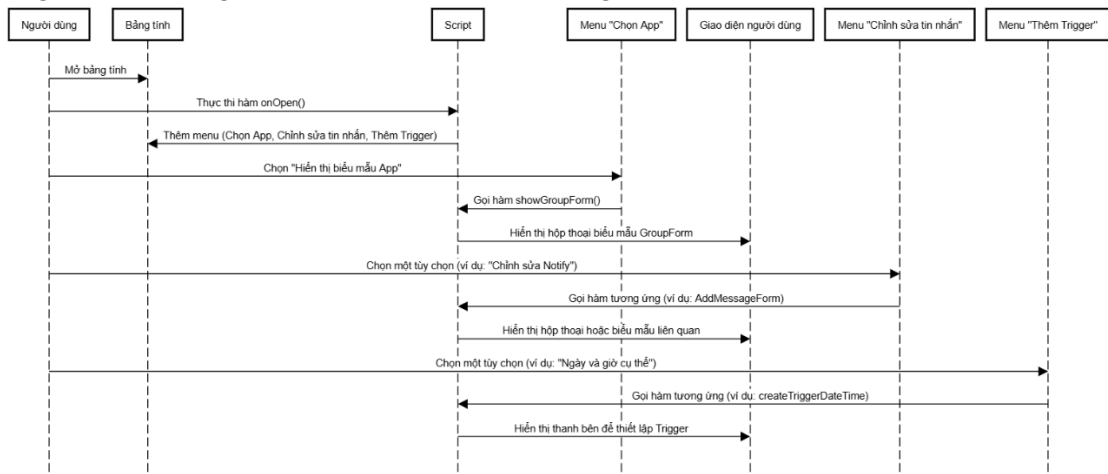 Người dùng
Bảng tính
Script
Menu "Chọn App"
Giao diện người dùng
Menu "Chỉnh sửa tin nhắn"
Menu "Thêm Trigger"
Mở bảng tính
Thực thi hàm onOpen()
Thêm menu (Chọn App, Chỉnh sửa tin nhắn, Thêm Trigger)
Chọn "Hiển thị biểu mẫu App"
Gọi hàm showGroupForm()
Hiển thị hộp thoại biểu mẫu GroupForm
Chọn một tùy chọn (ví dụ: "Chỉnh sửa Notify")
Gọi hàm tương ứng (ví dụ: AddMessageForm)
Hiển thị hộp thoại hoặc biểu mẫu liên quan
Chọn một tùy chọn (ví dụ: "Ngày và giờ cụ thể")
Gọi hàm tương ứng (ví dụ: createTriggerDateTime)
Hiển thị thanh bên để thiết lập Trigger